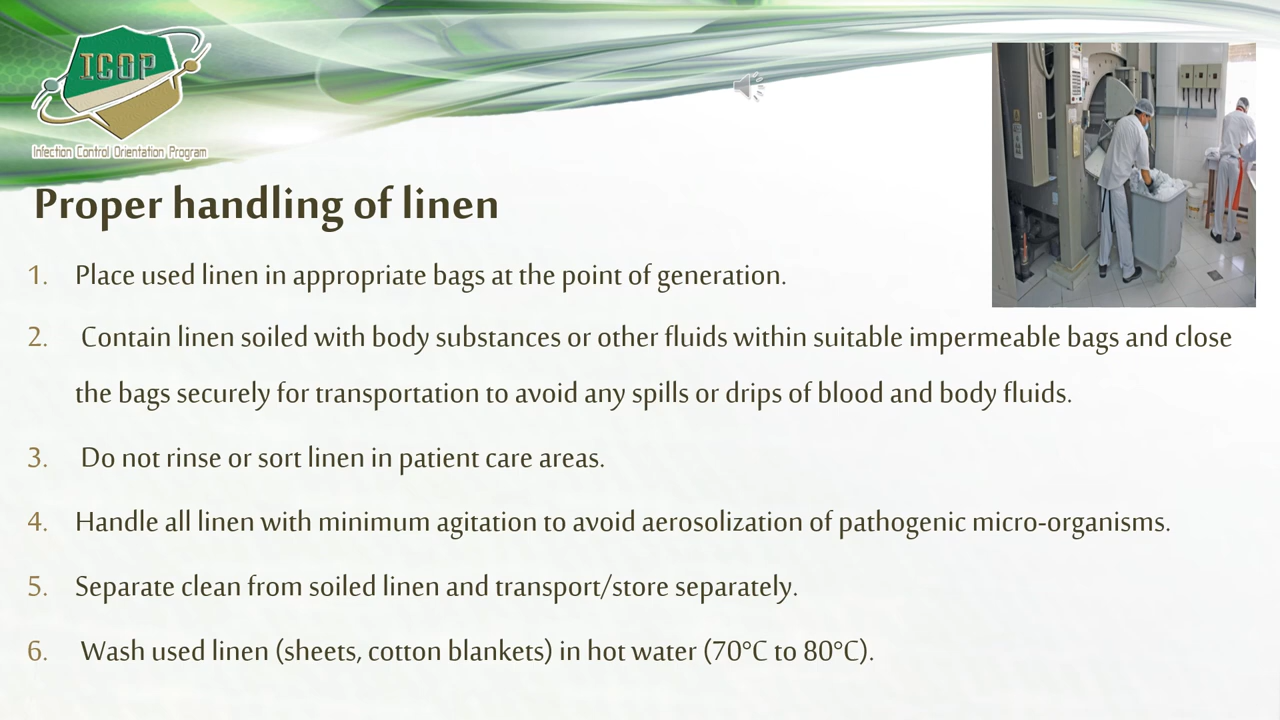 ICOP
Infection Control Orientation Program
Proper handling of linen
1. Place used linen in appropriate bags at the point of generation.
2. Contain linen soiled with body substances or other fluids within suitable impermeable bags and close
the bags securely for transportation to avoid any spills or drips of blood and body fluids.
3. Do not rinse or sort linen in patient care areas.
4. Handle all linen with minimum agitation to avoid aerosolization of pathogenic micro-organisms.
5. Separate clean from soiled linen and transport/store separately.
6. Wash used linen (sheets, cotton blankets) in hot water (70°C to 80°C).